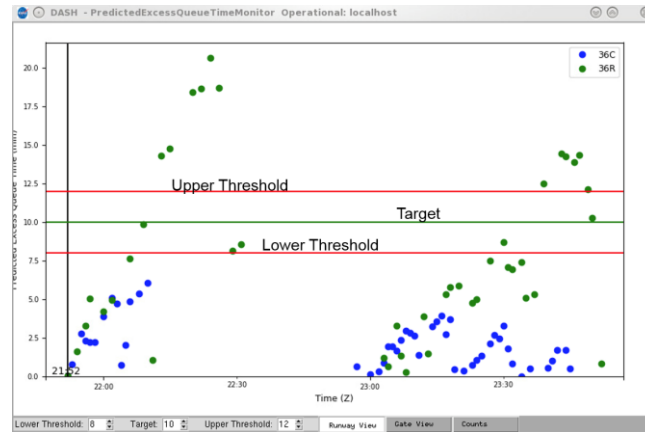 DASH - PredictedExcessQueueTimeMonitor Operational: localhost
36C
36R
20.0
17.5
15.0
12.5
10.0
7.5
5.0
2.5
0.0
Predicted Excess Queue Time (min)
Upper Threshold
Target
Lower Threshold
21:52
22:00
22:30
23:00
23:30
Time (Z)
Lower Threshold: 8 Target: 10 Upper Threshold: 12 Runway View Gate View Counts